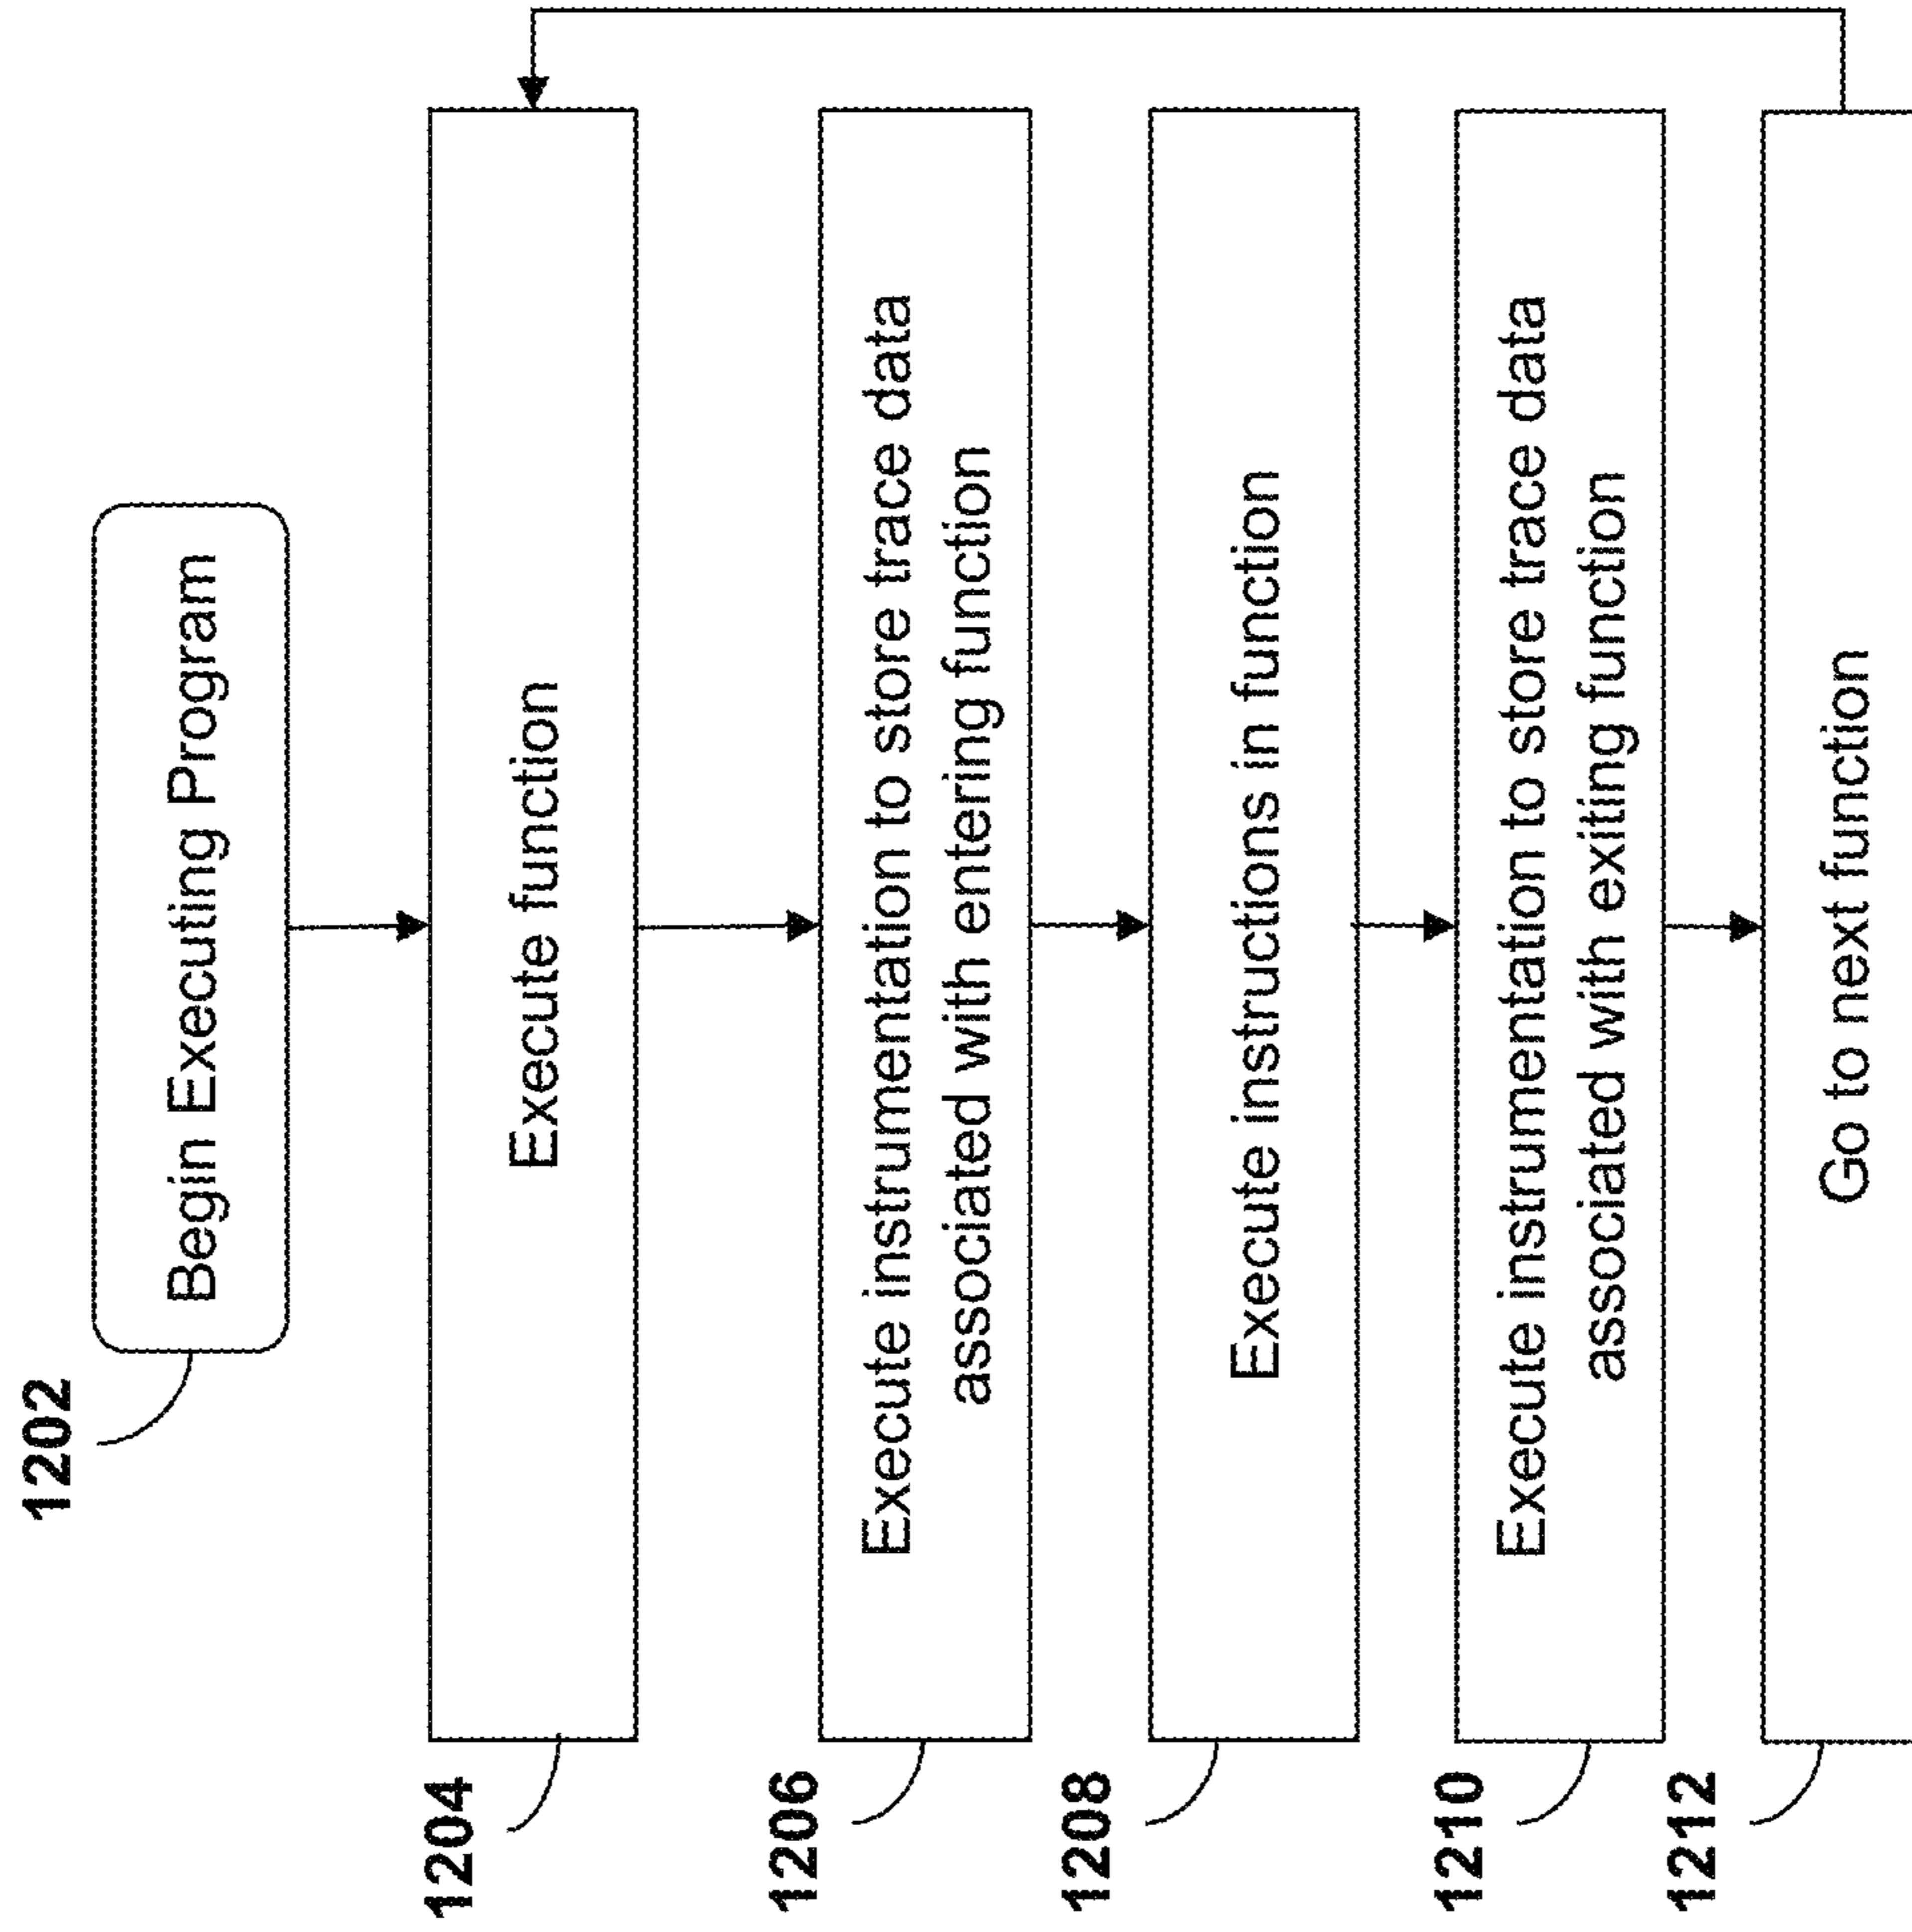 1202
Begin Executing Program
1204
Execute function
1206
Execute instrumentation to store trace data
associated with entering function
1208
Execute instructions in function
1210
Execute instrumentation to store trace data
associated with exiting function
1212
Go to next function